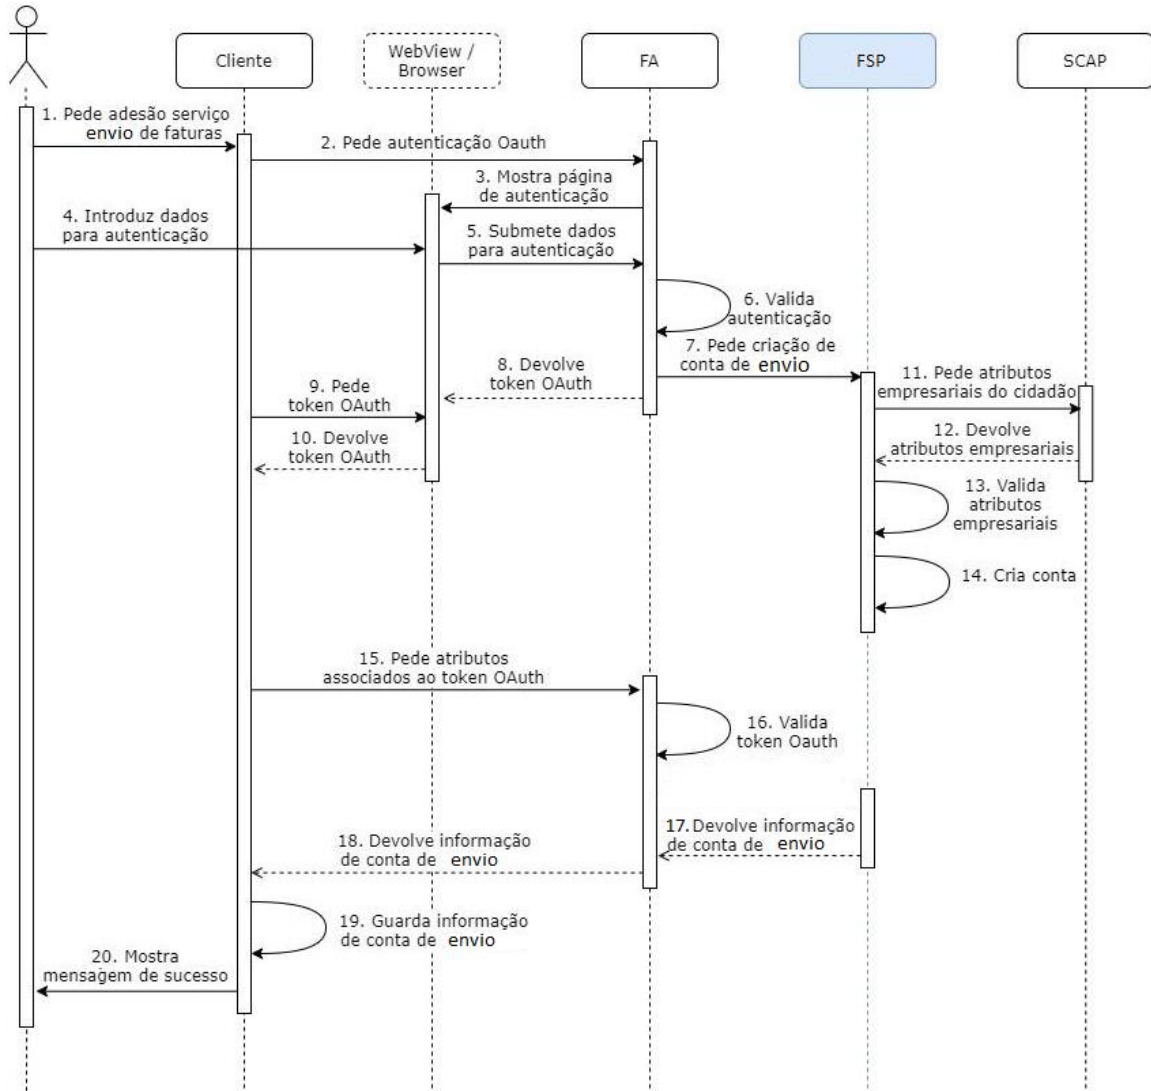 Cliente
WebView /
Browser
FA
FSP
SCAP
1. Pede adesão serviço
envio de faturas
2. Pede autenticação Oauth
3. Mostra página
de autenticação
4. Introduz dados
para autenticação
5. Submete dados
para autenticação
6. Valida
autenticação
7. Pede criação de
conta de envio
8. Devolve
token OAuth
9. Pede
token OAuth
10. Devolve
token OAuth
11. Pede atributos
empresariais do cidadão
12. Devolve
atributos empresariais
13. Valida
atributos
empresariais
14. Cria conta
15. Pede atributos
associados ao token OAuth
16. Valida
token Oauth
17. Devolve informação
de conta de envio
18. Devolve informação
de conta de envio
19. Guarda informação
de conta de envio
20. Mostra
mensagem de sucesso